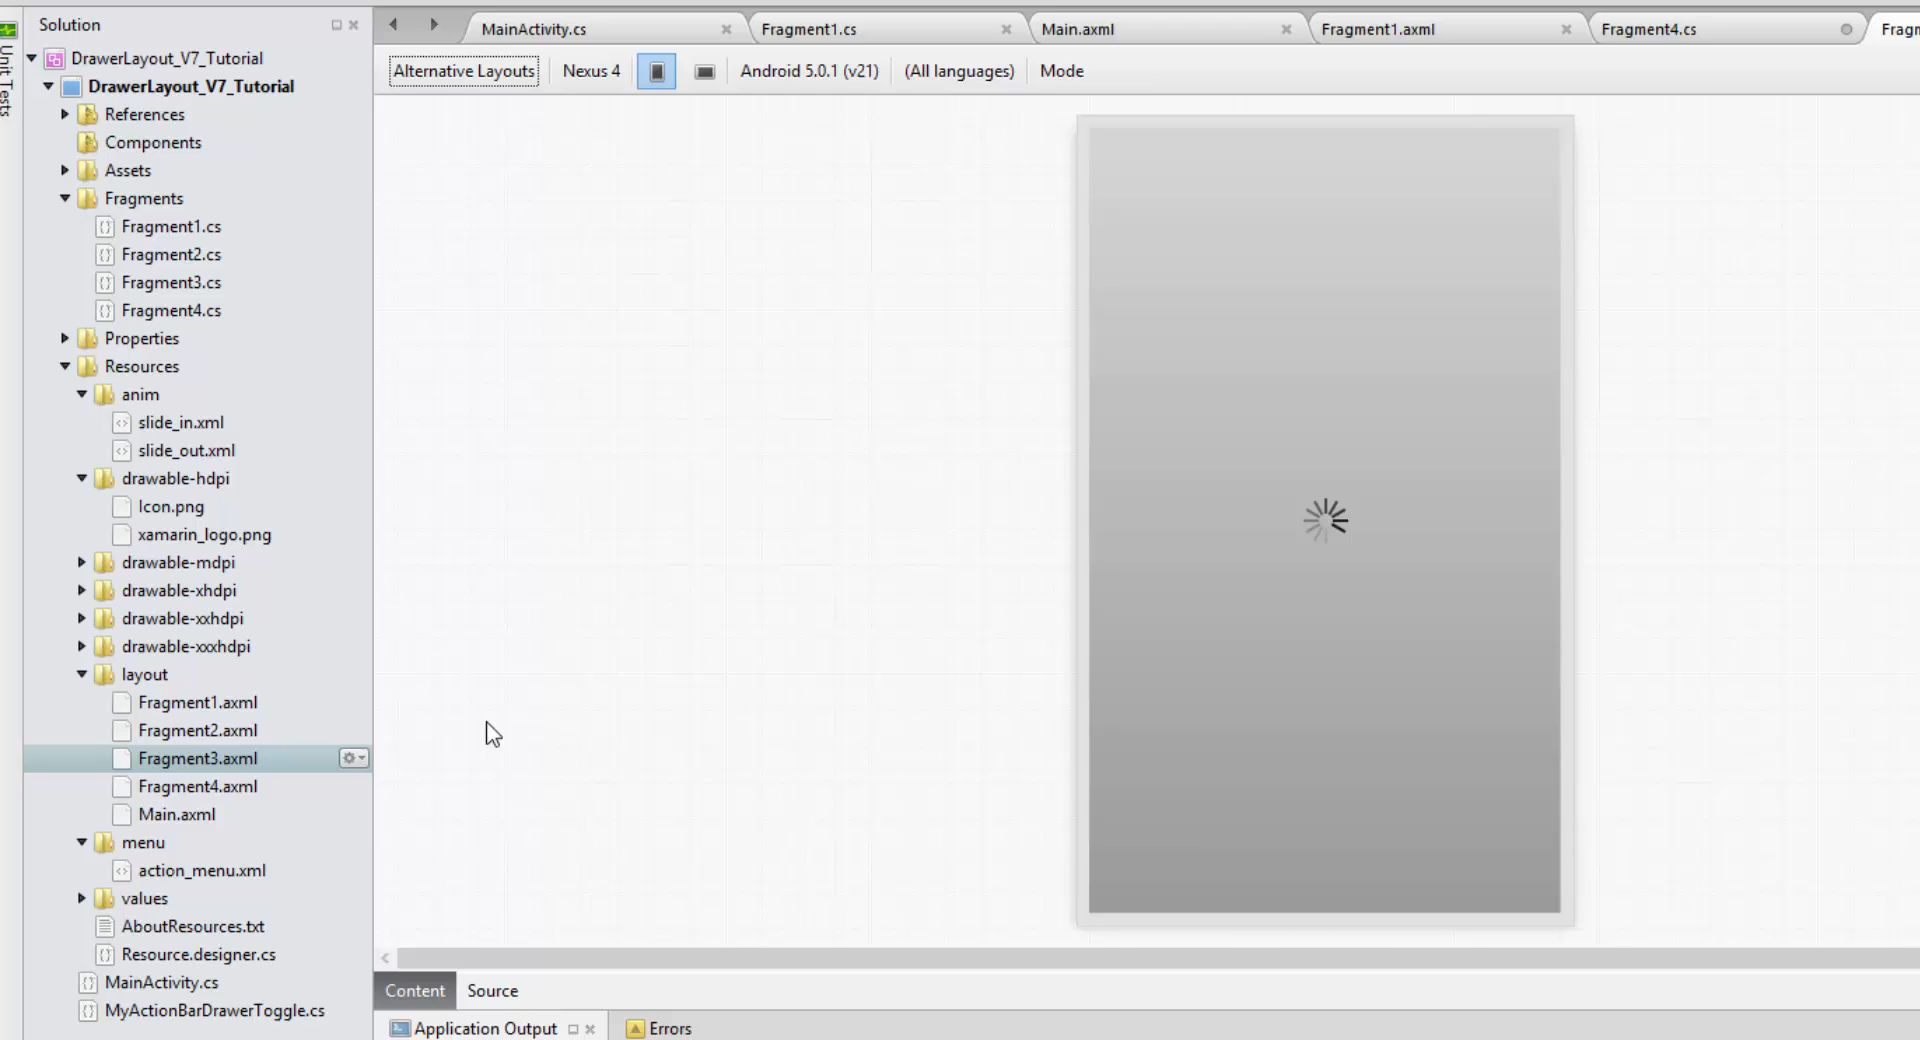 Unit Tests
Solution
DrawerLayout_V7_Tutorial
DrawerLayout_V7_Tutorial
References
Components
Assets
Fragments
Fragment1.cs
Fragment2.cs
Fragment3.cs
Fragment4.cs
Properties
Resources
anim
slide_in.xml
slide_out.xml
drawable-hdpi
Icon.png
xamarin_logo.png
drawable-mdpi
drawable-xhdpi
drawable-xxhdpi
drawable-xxxhdpi
layout
Fragment1.axml
Fragment2.axml
Fragment3.axml
Fragment4.axml
Main.axml
menu
action_menu.xml
values
AboutResources.txt
Resource.designer.cs
MainActivity.cs
MyActionBarDrawerToggle.cs
MainActivity.cs Fragment1.cs Main.axml Fragment1.axml Fragment4.cs
Alternative Layouts Nexus 4 Android 5.0.1 (v21) (All languages) Mode
Content Source
Application Output Errors